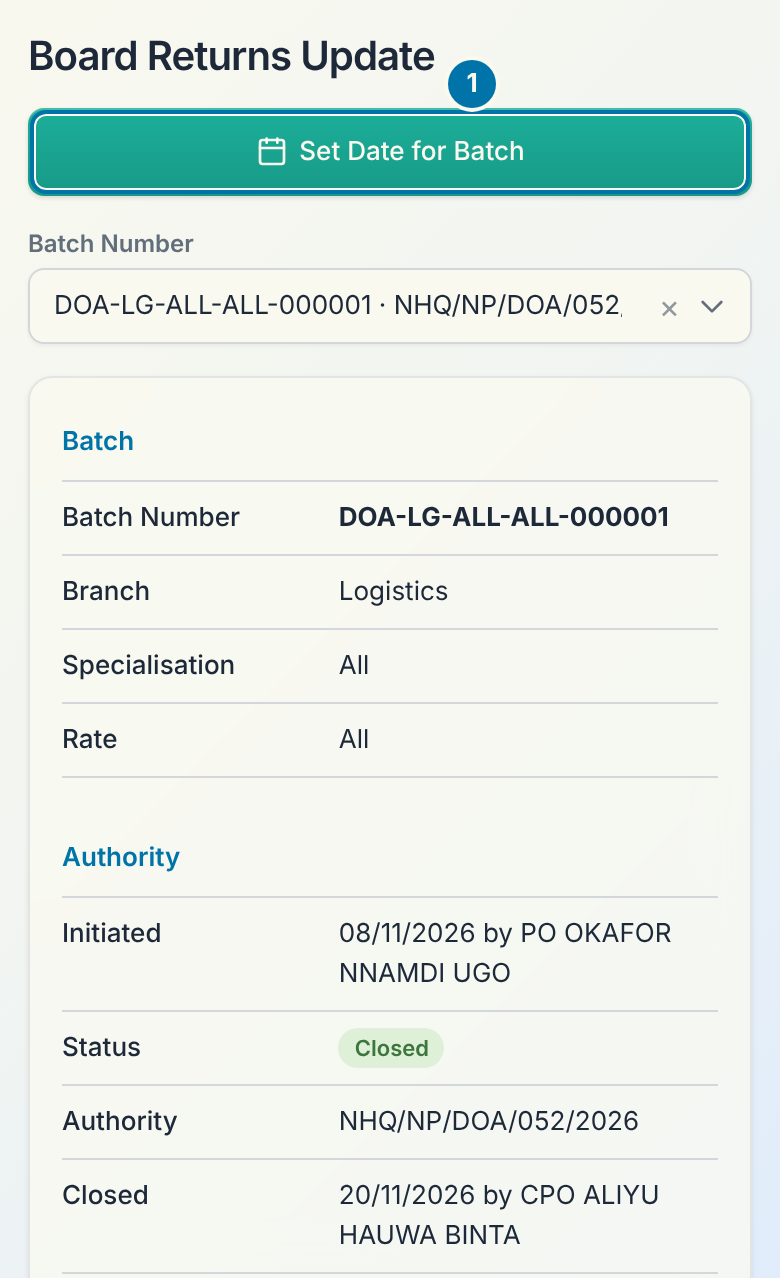 Board Returns Update
1
Set Date for Batch
Batch Number
DOA-LG-ALL-ALL-000001 · NHQ/NP/DOA/052
Batch
Batch Number DOA-LG-ALL-ALL-000001
Branch Logistics
Specialisation All
Rate All
Authority
Initiated 08/11/2026 by PO OKAFOR
NNAMDI UGO
Status Closed
Authority NHQ/NP/DOA/052/2026
Closed 20/11/2026 by CPO ALIYU
HAUWA BINTA